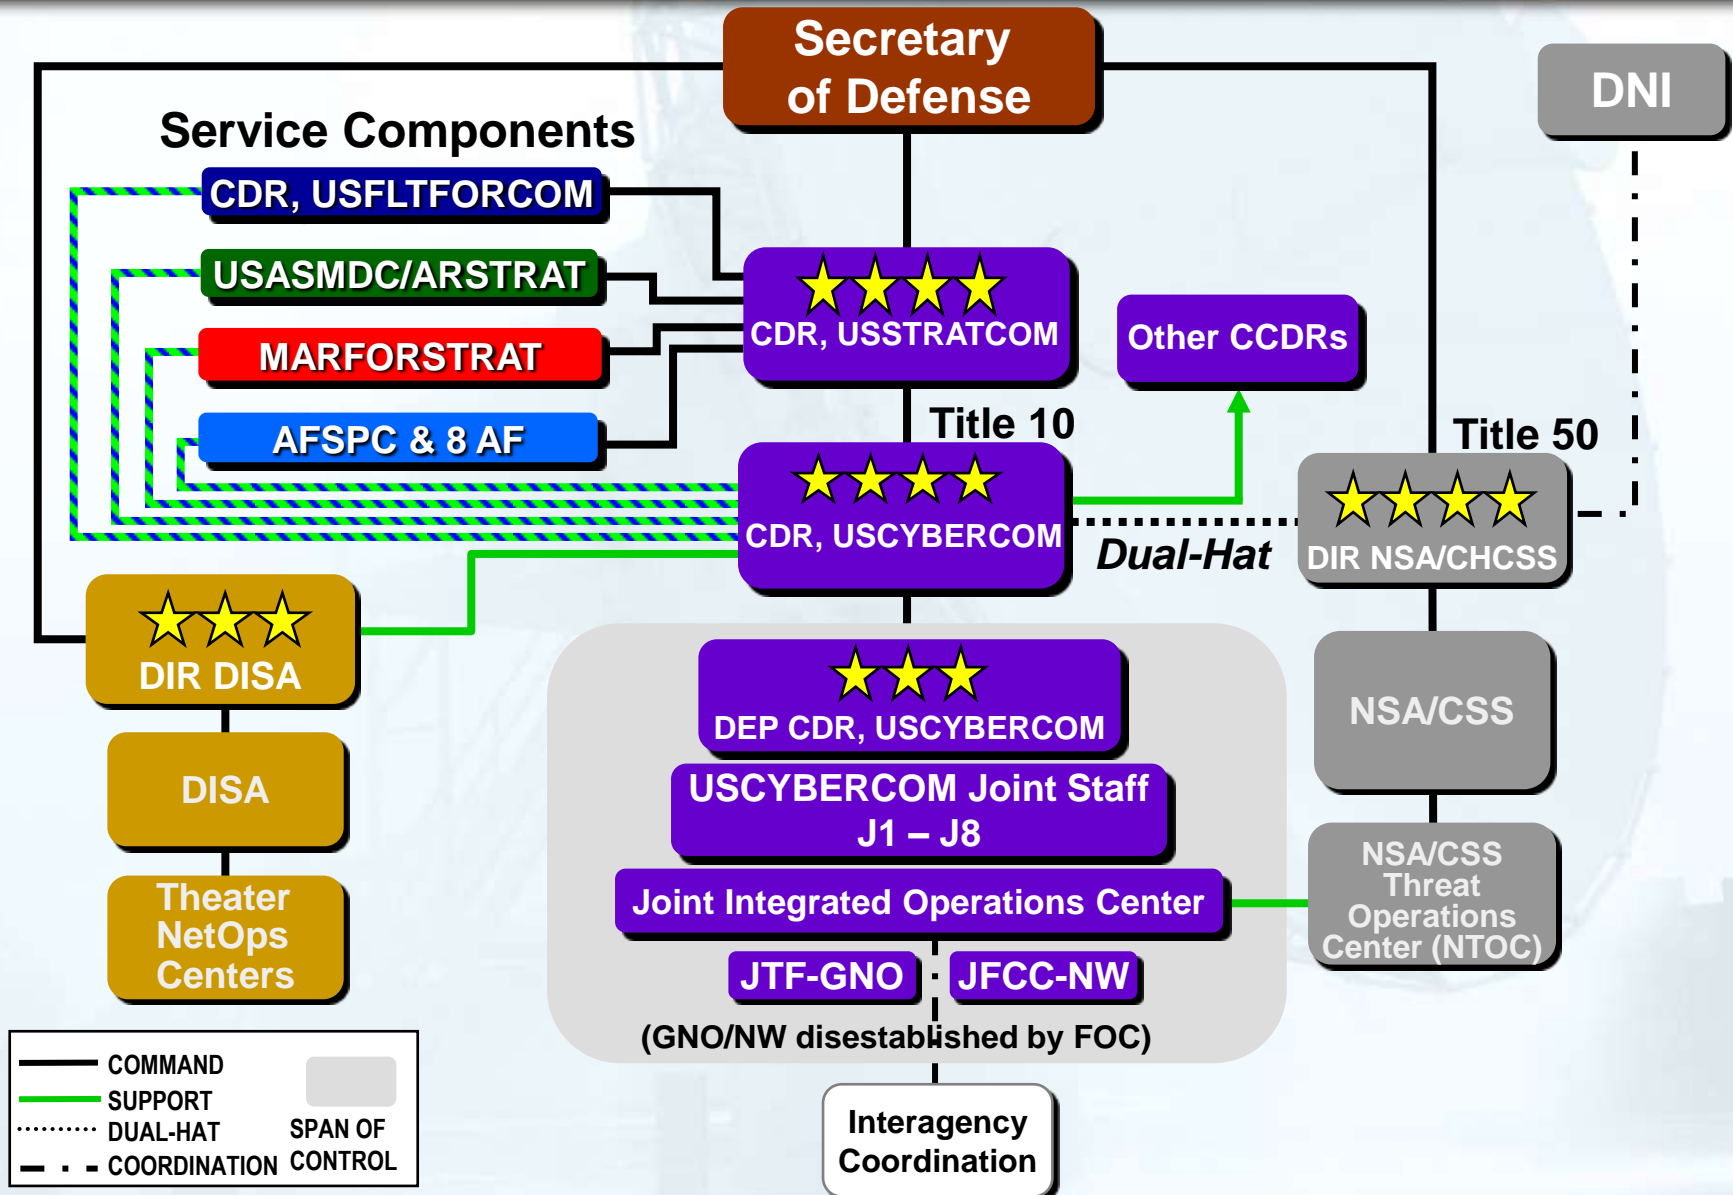 Secretary
of Defense
DNI
Service Components
CDR, USFLTFORCOM
USASMDC/ARSTRAT
MARFORSTRAT
AFSPC & 8 AF
CDR, USSTRATCOM
Other CCDRs
Title 10
Title 50
CDR, USCYBERCOM
Dual-Hat
DIR NSA/CHCSS
DIR DISA
DISA
Theater
NetOps
Centers
DEP CDR, USCYBERCOM
USCYBERCOM Joint Staff
J1 – J8
Joint Integrated Operations Center
JTF-GNO
JFCC-NW
(GNO/NW disestablished by FOC)
NSA/CSS
NSA/CSS
Threat
Operations
Center (NTOC)
Interagency
Coordination
COMMAND
SUPPORT
DUAL-HAT
COORDINATION
SPAN OF
CONTROL